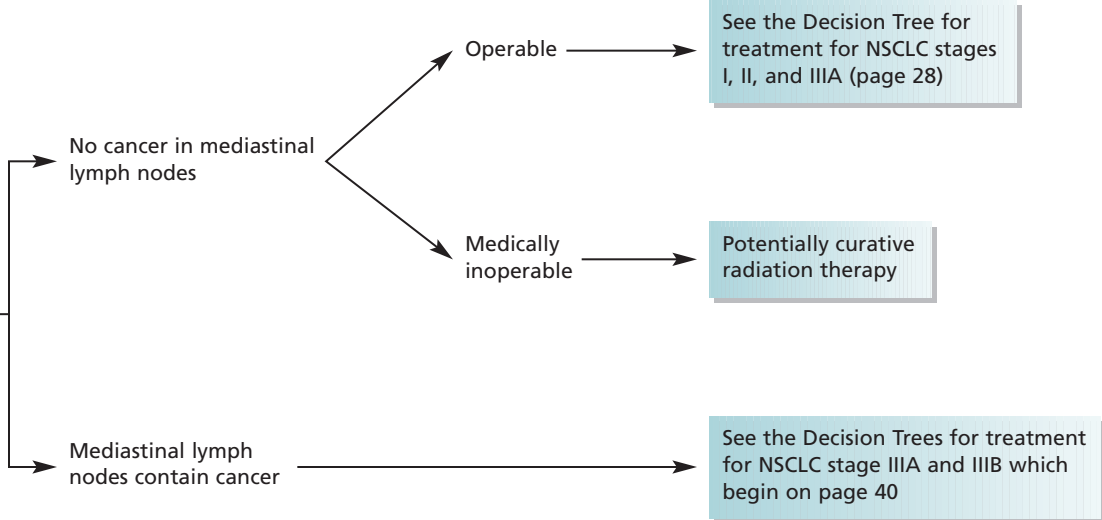 No cancer in mediastinal
lymph nodes
Operable
See the Decision Tree for
treatment for NSCLC stages
I, II, and IIIA (page 28)
Medically
inoperable
Potentially curative
radiation therapy
Mediastinal lymph
nodes contain cancer
See the Decision Trees for treatment
for NSCLC stage IIIA and IIIB which
begin on page 40